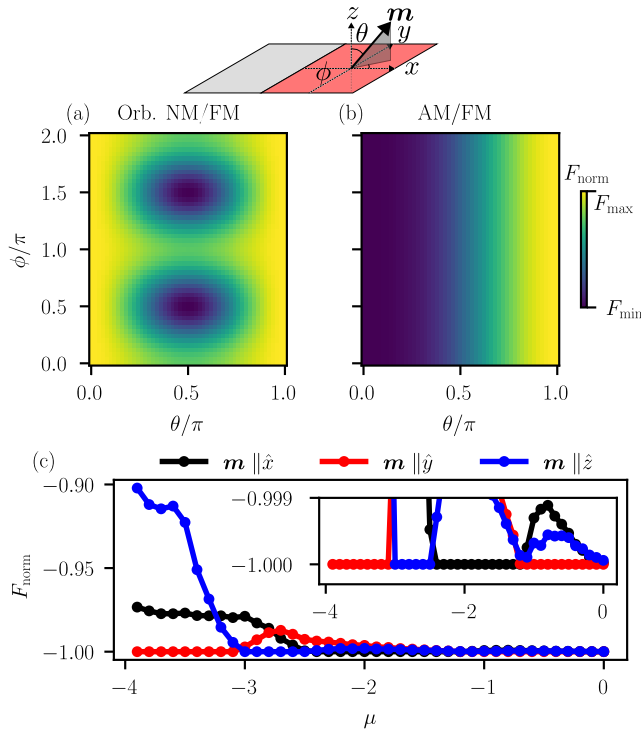 z m
θ y
ϕ x
(a) Orb. NM/FM (b) AM/FM
2.0
1.5
1.0
0.5
0.0
ϕ/π
0.0 0.5 1.0
θ/π
0.0 0.5 1.0
θ/π
F_norm
F_max
F_min
(c) m ∥ x̂ m ∥ ŷ m ∥ ẑ
−0.90
−0.95
−1.00
F_norm
−0.999
−1.000
−4 −2 0
−4 −3 −2 −1 0
μ